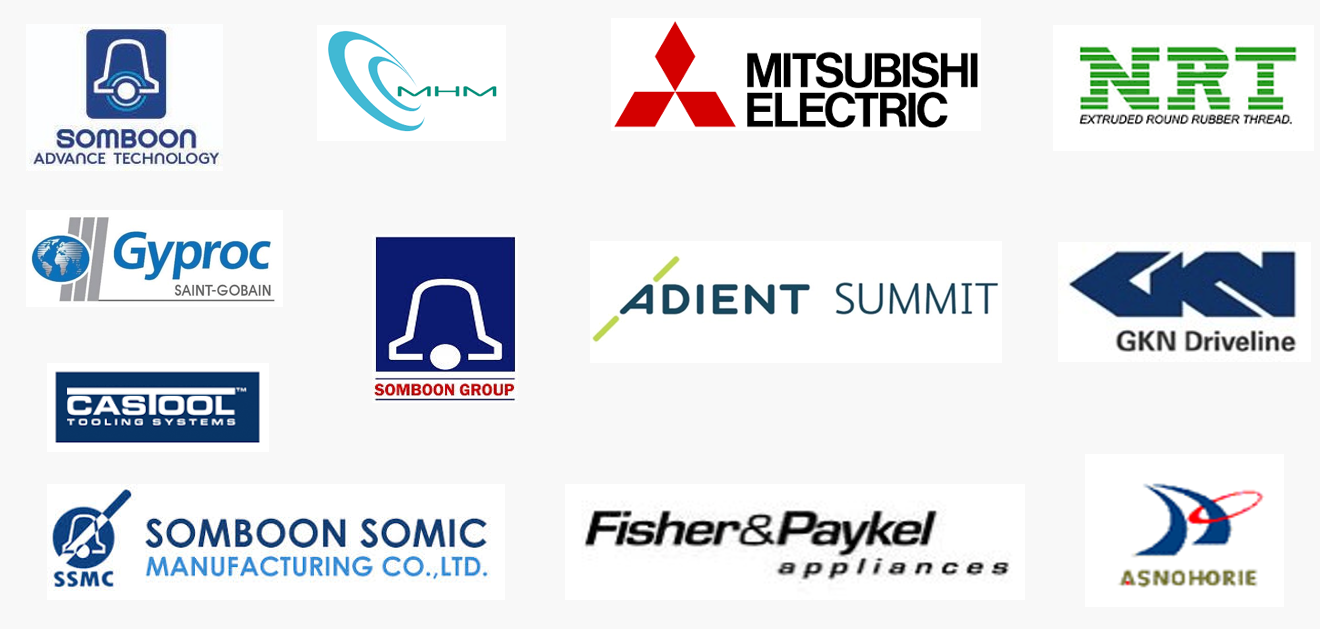 SOMBOON
ADVANCE TECHNOLOGY
MHM
MITSUBISHI
ELECTRIC
NRT
EXTRUDED ROUND RUBBER THREAD.
Gyproc
SAINT-GOBAIN
SOMBOON GROUP
ADIENT SUMMIT
GKN
GKN Driveline
CASTOOL™
TOOLING SYSTEMS
SSMC
SOMBOON SOMIC
MANUFACTURING CO.,LTD.
Fisher&Paykel
appliances
ASNOHORIE